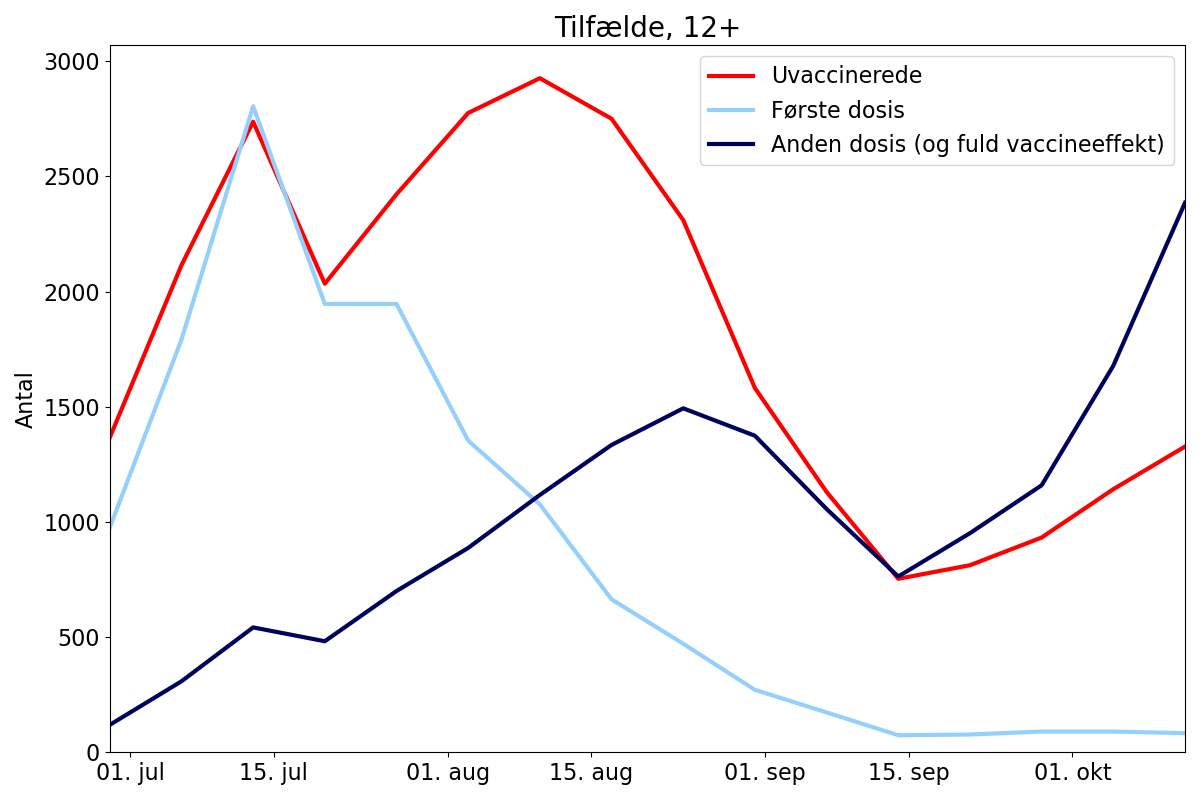 Tilfælde, 12+
Uvaccinerede
Første dosis
Anden dosis (og fuld vaccineeffekt)
Antal
3000
2500
2000
1500
1000
500
0
01. jul 15. jul 01. aug 15. aug 01. sep 15. sep 01. okt